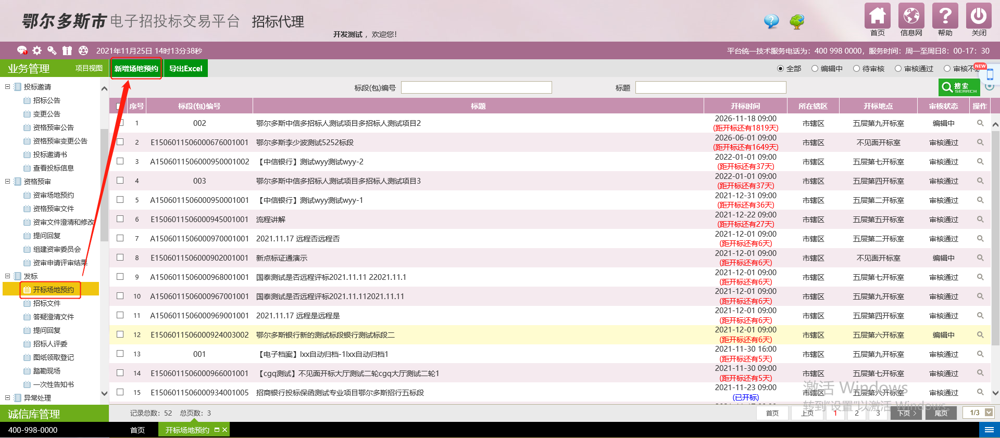 鄂尔多斯市 电子招投标交易平台 招标代理
开发测试 ，欢迎您！
首页 信息网 帮助 关闭
2021年11月25日 14时13分38秒
平台统一技术服务电话为：400 998 0000，服务时间：周一至周日8：00-17：30
业务管理 项目视图
新增场地预约 导出Excel
全部 编辑中 待审核 审核通过 审核不
NEW
标段(包)编号
标题
搜索
SEARCH
投标邀请
招标公告
变更公告
资格预审公告
资格预审变更公告
投标邀请书
查看投标信息
资格预审
资审场地预约
资格预审文件
资审文件澄清和修改
提问回复
组建资审委员会
资审申请评审结果
发标
开标场地预约
招标文件
答疑澄清文件
提问回复
招标人评委
图纸领取登记
踏勘现场
一次性告知书
异常处理
诚信库管理
400-998-0000
序号 标段(包)编号 标题 开标时间 所在辖区 开标地点 审核状态 操作
1 002 鄂尔多斯中信多招标人测试项目多招标人测试项目2 2026-11-18 09:00 (距开标还有1819天) 市辖区 五层第九开标室 编辑中
2 E1506011506000676001001 鄂尔多斯李少波测试5252标段 2026-06-01 09:00 (距开标还有1649天) 市辖区 不见面开标室 审核通过
3 A1506011506000950001002 【中信银行】测试wyy测试wyy-2 2022-01-01 09:00 (距开标还有37天) 市辖区 五层第七开标室 审核通过
4 003 鄂尔多斯中信多招标人测试项目多招标人测试项目3 2022-01-01 09:00 (距开标还有37天) 市辖区 五层第四开标室 审核通过
5 A1506011506000950001001 【中信银行】测试wyy测试wyy-1 2021-12-31 09:00 (距开标还有36天) 市辖区 五层第二开标室 审核通过
6 E1506011506000945001001 流程讲解 2021-12-22 09:00 (距开标还有27天) 市辖区 五层第五开标室 审核通过
7 A1506011506000970001001 2021.11.17 远程否远程否 2021-12-01 09:00 (距开标还有6天) 市辖区 五层第二开标室 审核通过
8 E1506011506000902001001 新点标证通演示 2021-12-01 09:00 (距开标还有6天) 市辖区 不见面开标室 编辑中
9 A1506011506000968001001 国泰测试是否远程评标2021.11.11 22021.11.1 2021-12-01 09:00 (距开标还有6天) 市辖区 五层第七开标室 审核通过
10 A1506011506000967001001 国泰测试是否远程评标2021.11.112021.11.11 2021-12-01 09:00 (距开标还有6天) 市辖区 五层第九开标室 审核通过
11 A1506011506000969001001 2021.11.17 远程是远程是 2021-12-01 09:00 (距开标还有6天) 市辖区 五层第四开标室 审核通过
12 E1506011506000924003002 鄂尔多斯银行新的测试标段银行测试标段二 2021-12-01 09:00 (距开标还有6天) 市辖区 五层第六开标室 编辑中
13 001 【电子档案】lxx自动归档-1lxx自动归档1 2021-11-30 16:00 (距开标还有5天) 市辖区 五层第九开标室 审核通过
14 E1506011506000966001001 【cgq测试】不见面开标大厅测试二轮cgq大厅测试二轮1 2021-11-30 09:00 (距开标还有5天) 市辖区 五层第七开标室 审核通过
15 E1506011506000934001005 招商银行投标保函测试专业项目鄂尔多斯招行五标段 2021-11-23 09:00 (已开标) 市辖区 五层第六开标室 审核通过
激活 Windows
转到"设置"以激活 Windows。
记录总数：52 总页数：3
首页 上页 1 2 3 下页 尾页 1/3
首页 开标场地预约